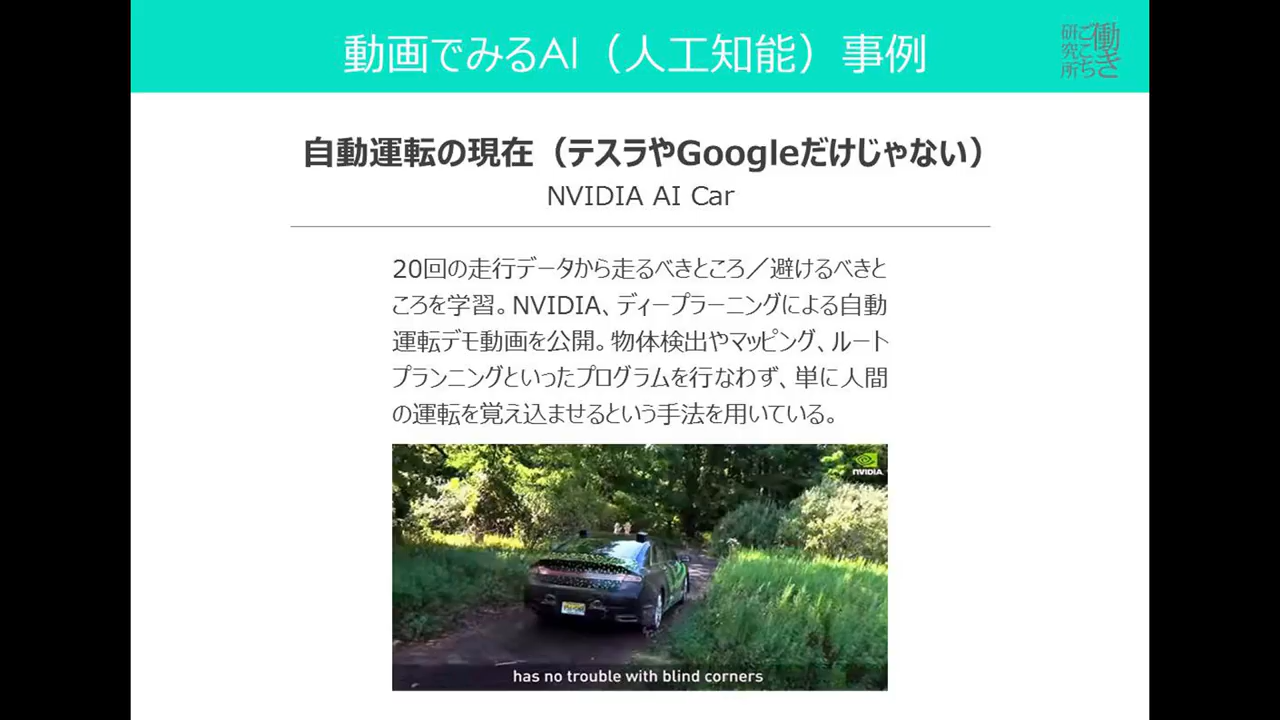 動画でみるAI（人工知能）事例
働き
ごこち
研究所
自動運転の現在（テスラやGoogleだけじゃない）
NVIDIA AI Car
20回の走行データから走るべきところ／避けるべきと
ころを学習。NVIDIA、ディープラーニングによる自動
運転デモ動画を公開。物体検出やマッピング、ルート
プランニングといったプログラムを行なわず、単に人間
の運転を覚え込ませるという手法を用いている。
NVIDIA
has no trouble with blind corners